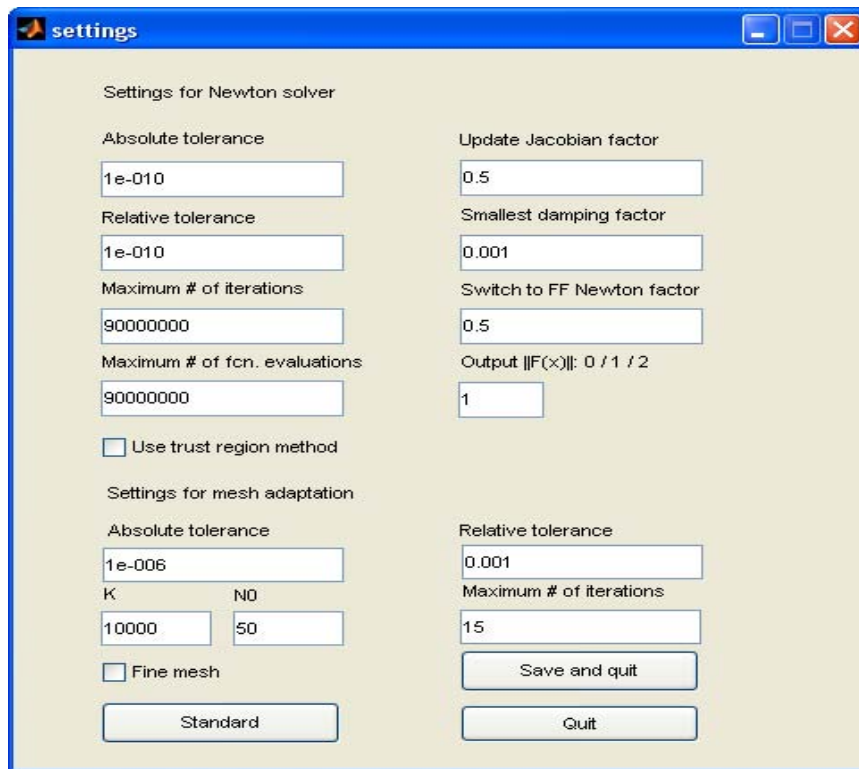 settings
Settings for Newton solver
Absolute tolerance
Update Jacobian factor
1e-010
0.5
Relative tolerance
Smallest damping factor
1e-010
0.001
Maximum # of iterations
Switch to FF Newton factor
90000000
0.5
Maximum # of fcn. evaluations
Output ||F(x)||: 0 / 1 / 2
90000000
1
Use trust region method
Settings for mesh adaptation
Absolute tolerance
Relative tolerance
1e-006
0.001
K
N0
Maximum # of iterations
10000
50
15
Fine mesh
Save and quit
Standard
Quit